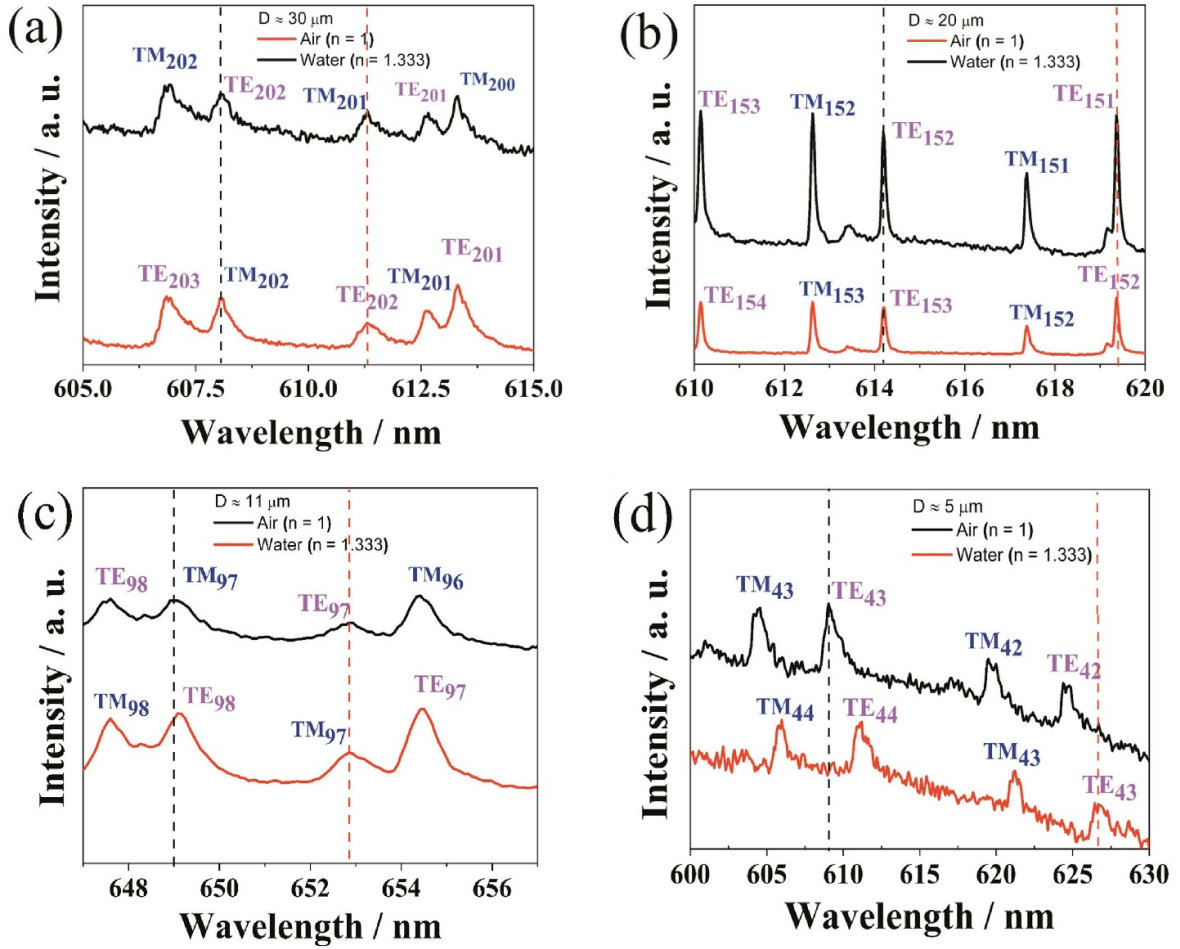 (a)
D ≈ 30 μm
Air (n = 1)
Water (n = 1.333)
TM202
TE202
TM201
TE201
TM200
TE203
TM202
TE202
TM201
TE201
Intensity / a. u.
605.0 607.5 610.0 612.5 615.0
Wavelength / nm
(b)
D ≈ 20 μm
Air (n = 1)
Water (n = 1.333)
TE153
TM152
TE152
TM151
TE151
TE154
TM153
TE153
TM152
TE152
Intensity / a. u.
610 612 614 616 618 620
Wavelength / nm
(c)
D ≈ 11 μm
Air (n = 1)
Water (n = 1.333)
TE98
TM97
TE97
TM96
TM98
TE98
TM97
TE97
Intensity / a. u.
648 650 652 654 656
Wavelength / nm
(d)
D ≈ 5 μm
Air (n = 1)
Water (n = 1.333)
TM43
TE43
TM42
TE42
TM44
TE44
TM43
TE43
Intensity / a. u.
600 605 610 615 620 625 630
Wavelength / nm